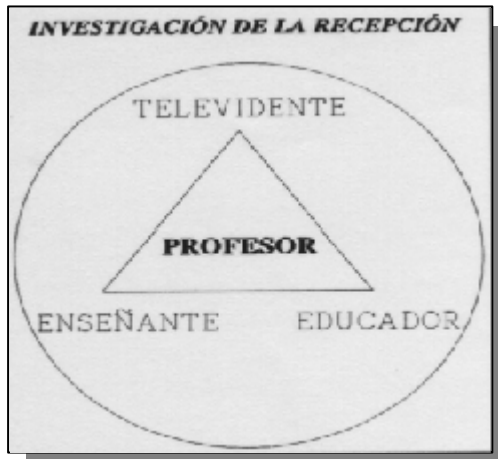 INVESTIGACIÓN DE LA RECEPCIÓN
TELEVIDENTE
PROFESOR
ENSEÑANTE EDUCADOR